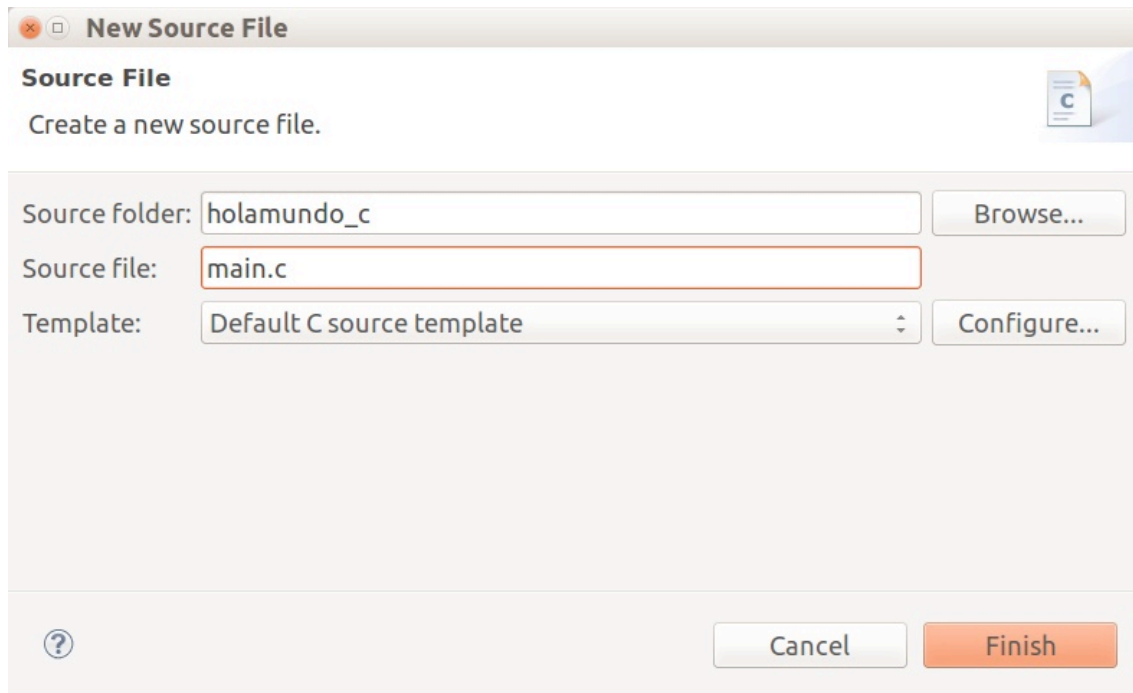 New Source File
Source File
Create a new source file.
C
Source folder: holamundo_c Browse...
Source file: main.c
Template: Default C source template Configure...
?
Cancel Finish